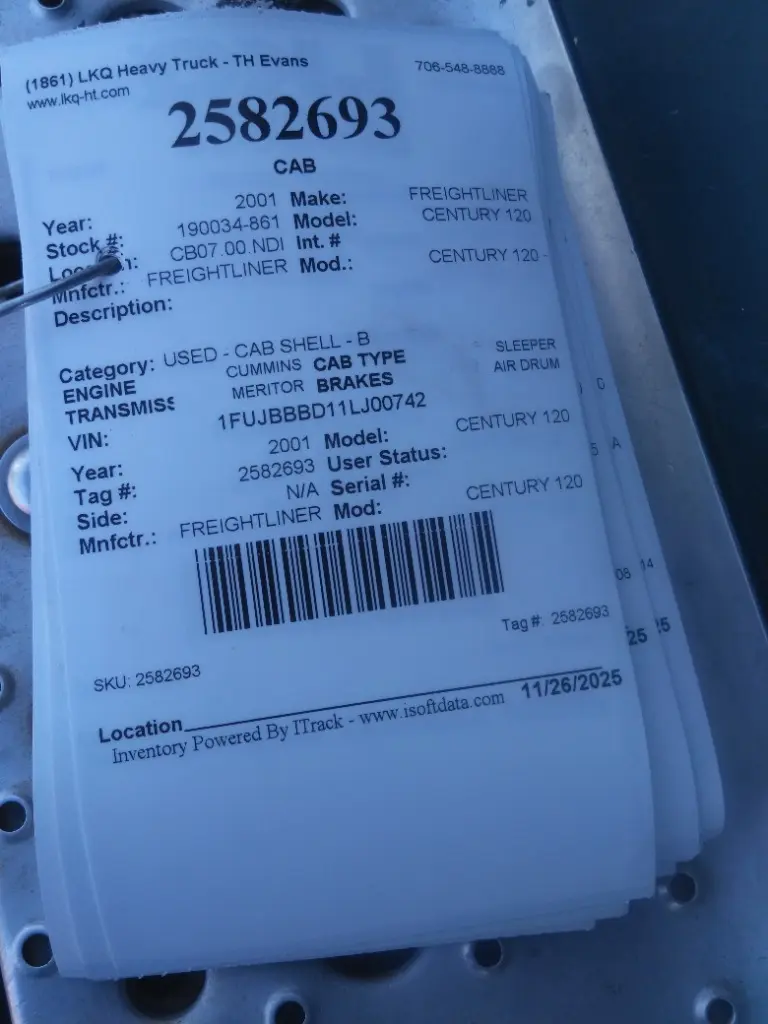 (1861) LKQ Heavy Truck - TH Evans 706-548-8888
www.lkq-ht.com
2582693
CAB
Year: 2001 Make: FREIGHTLINER
Stock #: 190034-861 Model: CENTURY 120
CB07.00.NDI Int. #
Mnfctr.: FREIGHTLINER Mod.: CENTURY 120 -
Description:
Category: USED - CAB SHELL - B
ENGINE CUMMINS CAB TYPE SLEEPER
TRANSMISS MERITOR BRAKES AIR DRUM
VIN: 1FUJBBBD11LJ00742
Year: 2001 Model: CENTURY 120
Tag #: 2582693 User Status:
Side: N/A Serial #:
Mnfctr.: FREIGHTLINER Mod: CENTURY 120
Tag #: 2582693
SKU: 2582693
Location 11/26/2025
Inventory Powered By ITrack - www.isoftdata.com